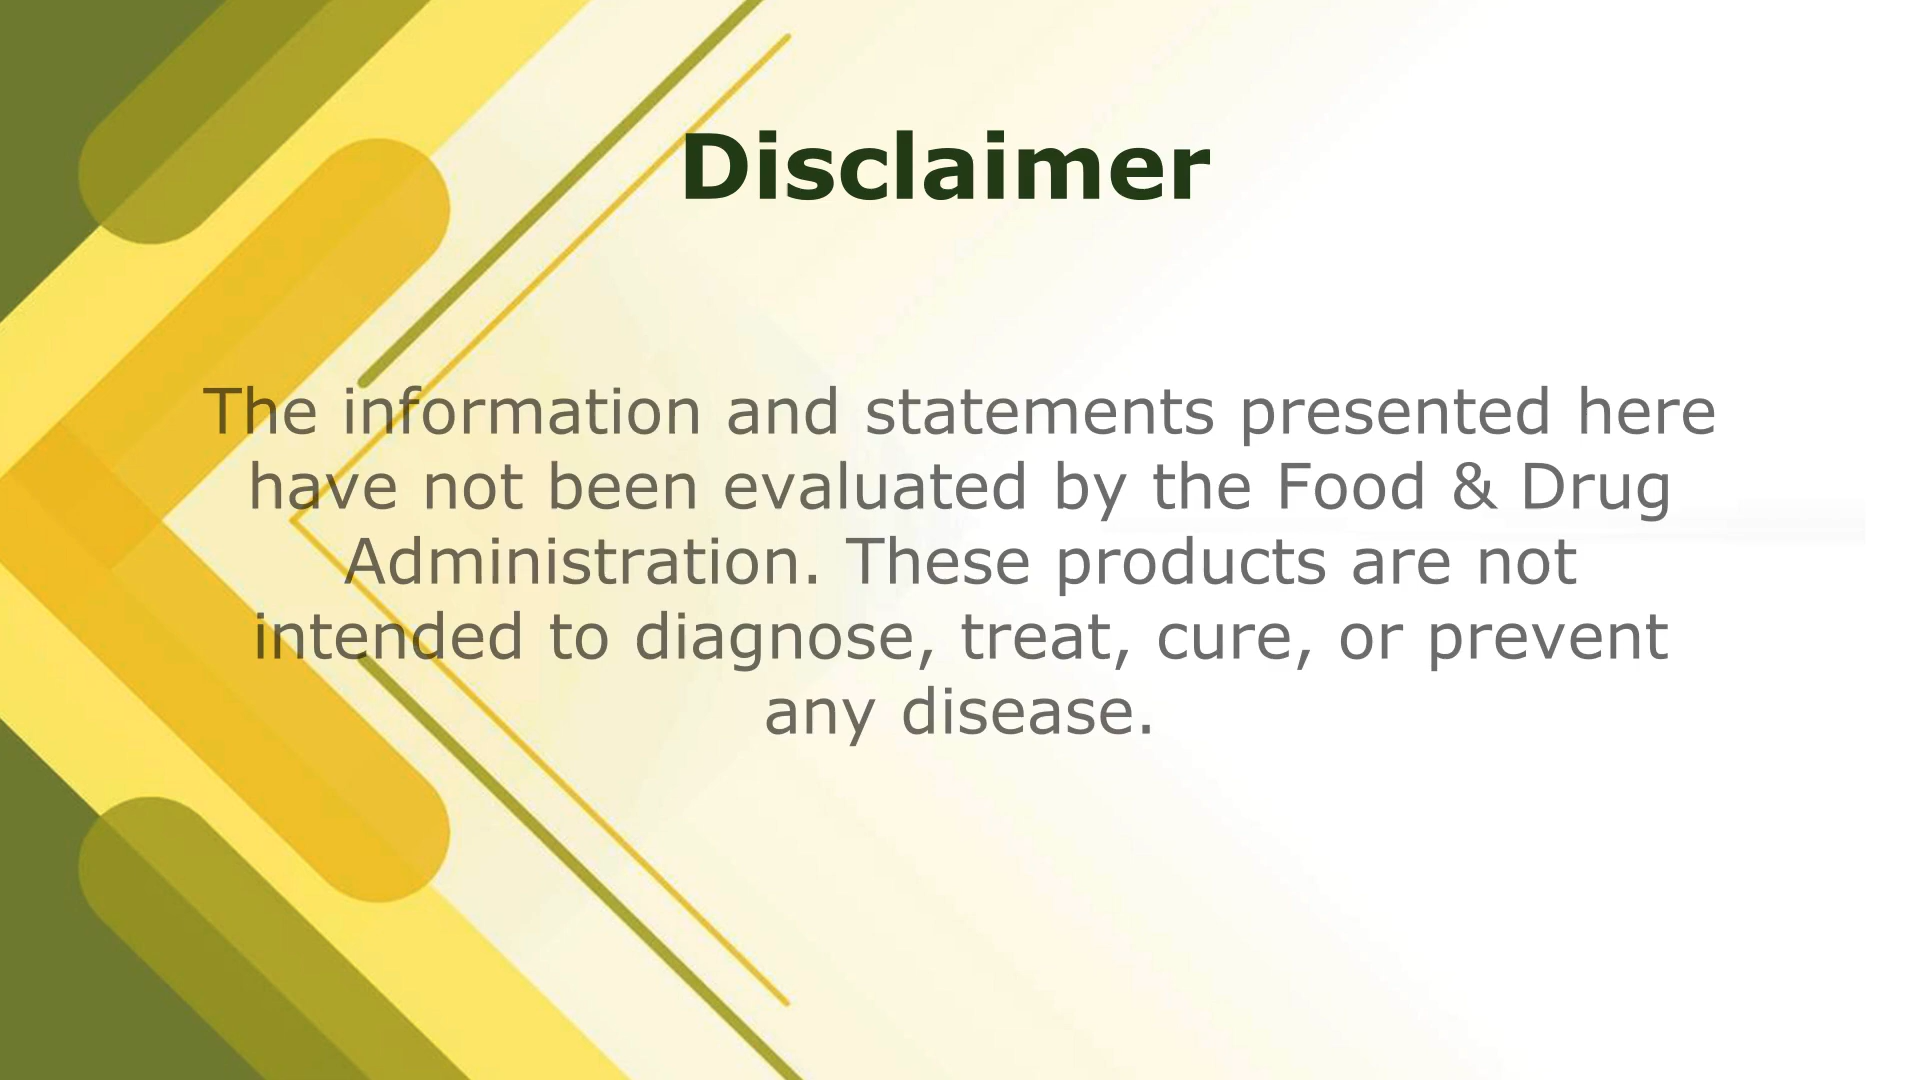 Disclaimer
The information and statements presented here
have not been evaluated by the Food & Drug
Administration. These products are not
intended to diagnose, treat, cure, or prevent
any disease.